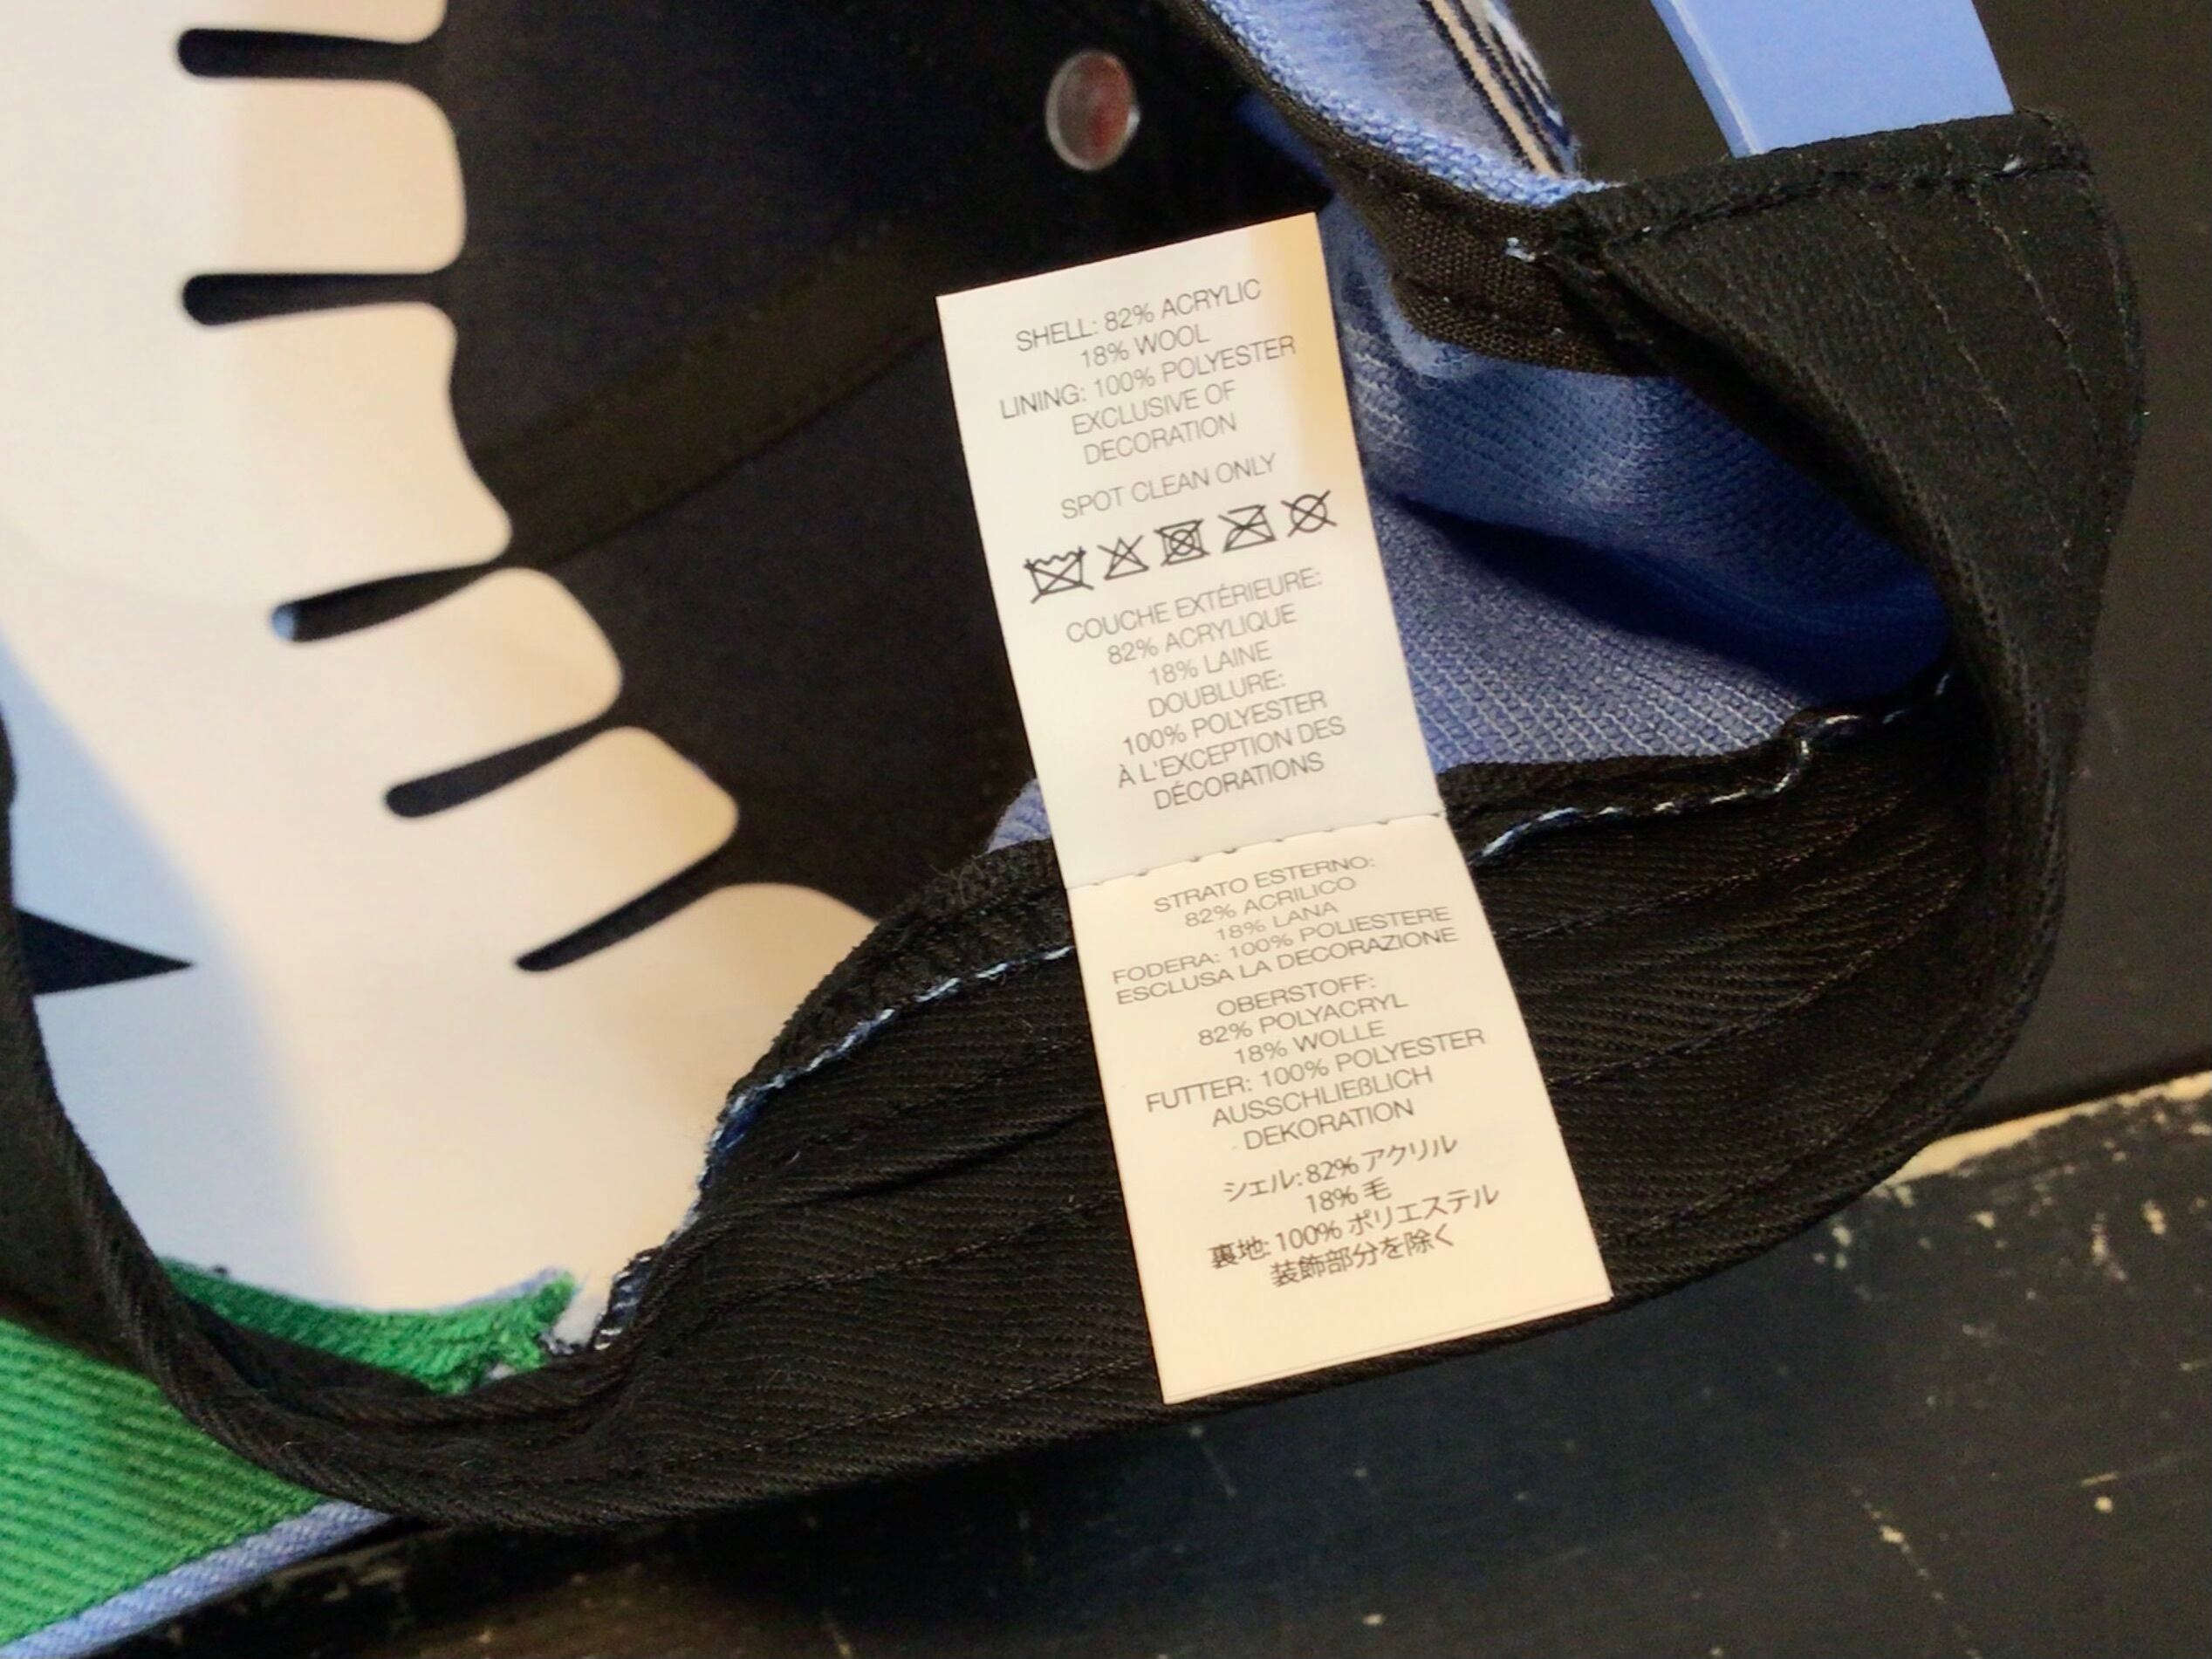 SHELL: 82% ACRYLIC
18% WOOL
LINING: 100% POLYESTER
EXCLUSIVE OF
DECORATION
SPOT CLEAN ONLY
COUCHE EXTÉRIEURE:
82% ACRYLIQUE
18% LAINE
DOUBLURE:
100% POLYESTER
À L'EXCEPTION DES
DÉCORATIONS
STRATO ESTERNO:
82% ACRILICO
18% LANA
FODERA: 100% POLIESTERE
ESCLUSA LA DECORAZIONE
OBERSTOFF:
82% POLYACRYL
18% WOLLE
FUTTER: 100% POLYESTER
AUSSCHLIEßLICH
DEKORATION
シェル: 82% アクリル
18% 毛
裏地: 100% ポリエステル
装飾部分を除く